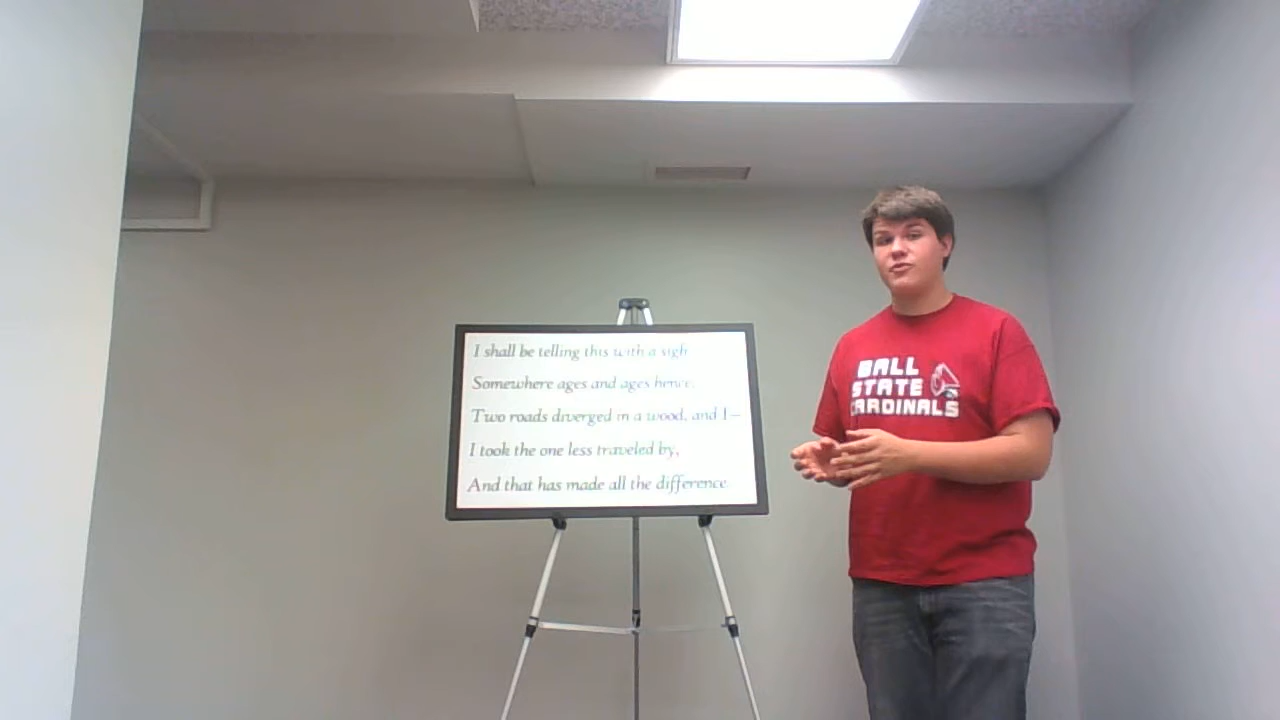 I shall be telling this with a sigh
Somewhere ages and ages hence:
Two roads diverged in a wood, and I—
I took the one less traveled by,
And that has made all the difference.
BALL
STATE
CARDINALS